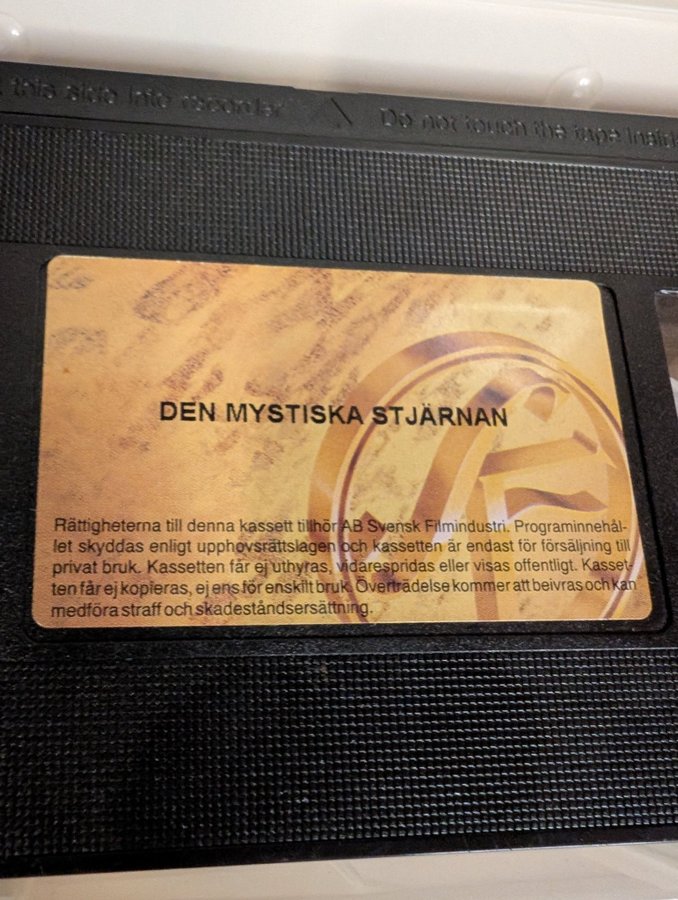 this side into recorder Do not touch the tape insid
DEN MYSTISKA STJÄRNAN
Rättigheterna till denna kassett tillhör AB Svensk Filmindustri. Programinnehål-
let skyddas enligt upphovsrättslagen och kassetten är endast för försäljning till
privat bruk. Kassetten får ej uthyras, vidarespridas eller visas offentligt. Kasset-
ten får ej kopieras, ej ens för enskilt bruk. Överträdelse kommer att beivras och kan
medföra straff och skadeståndsersättning.